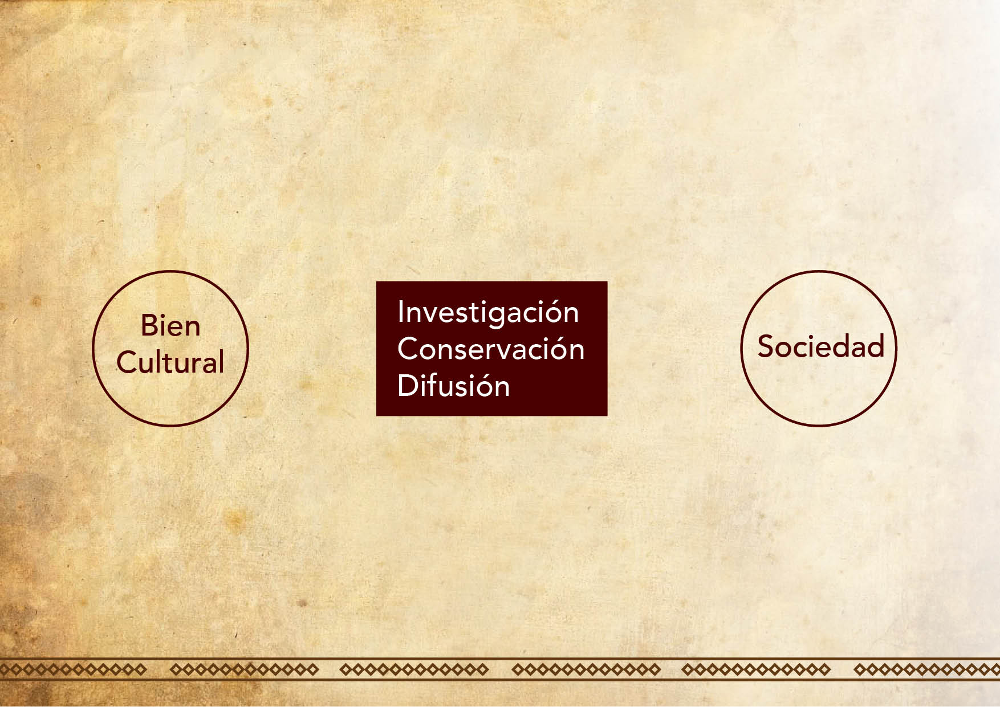 Bien
Cultural
Investigación
Conservación
Difusión
Sociedad